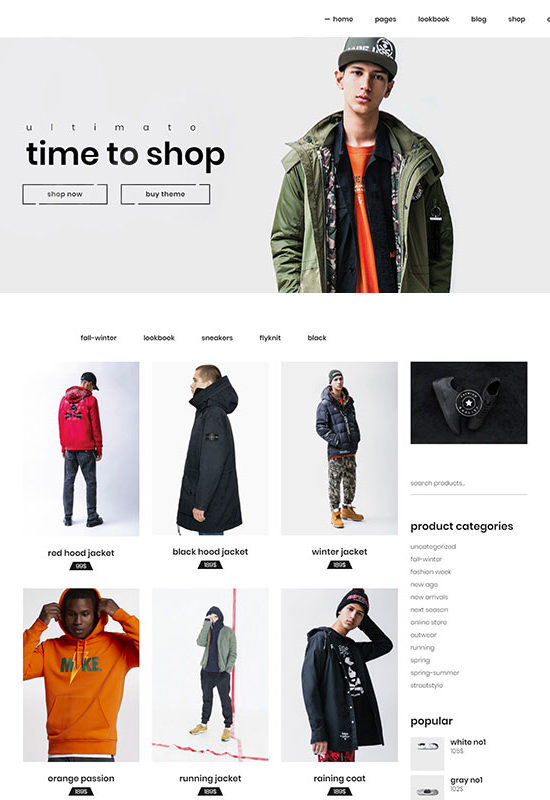 home pages lookbook blog shop
ultimato
time to shop
shop now buy theme
fall-winter lookbook sneakers flyknit black
red hood jacket black hood jacket winter jacket
99$ 189$ 189$
search products...
product categories
uncategorized
fall-winter
fashion week
new age
new arrivals
next season
online store
outwear
running
spring
spring-summer
streetstyle
orange passion running jacket raining coat
189$ 189$ 189$
popular
white no1
105$
gray no1
102$